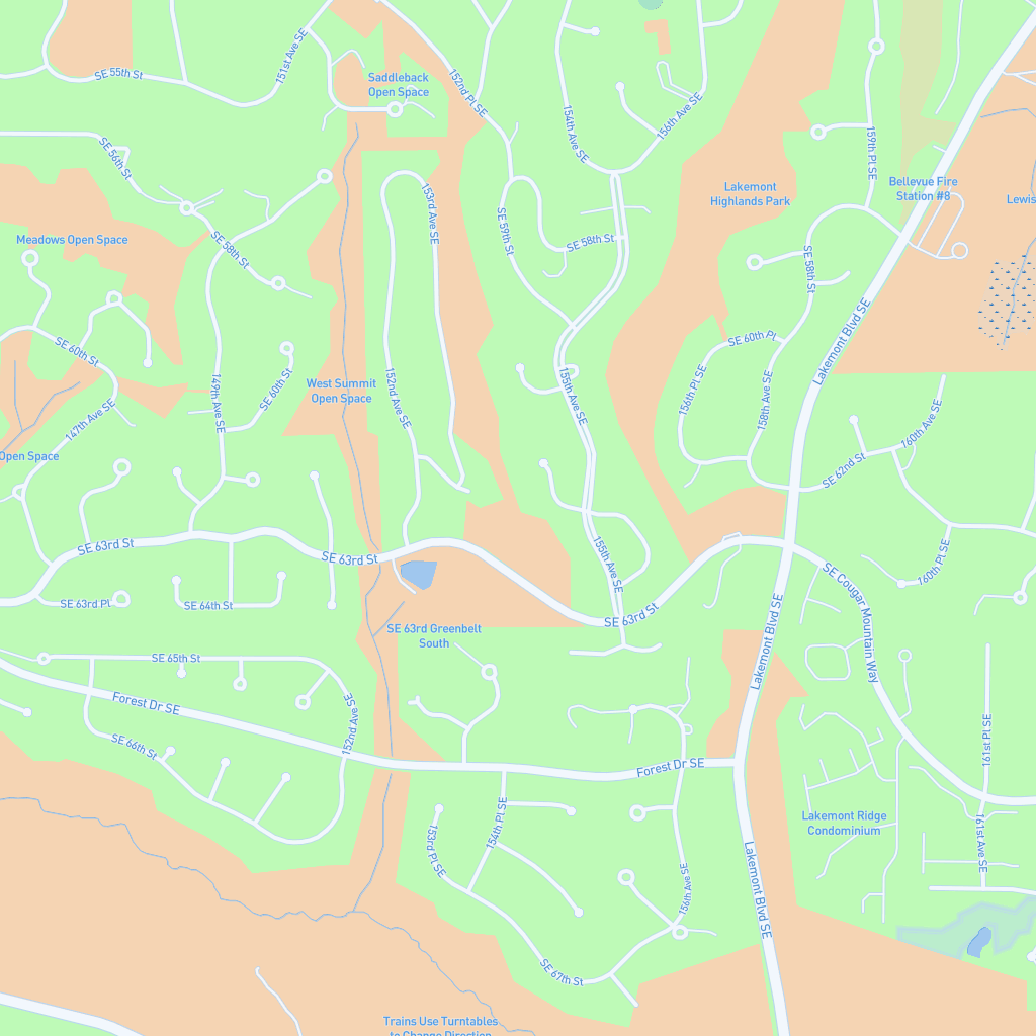 SE 55th St
151st Ave SE
Saddleback
Open Space
152nd Pl SE
154th Ave SE
156th Ave SE
159th Pl SE
SE 56th St
Lakemont
Highlands Park
Bellevue Fire
Station #8
Lewis
Meadows Open Space
SE 58th St
153rd Ave SE
SE 59th St
SE 58th St
SE 58th St
SE 60th St
149th Ave SE
SE 60th St
West Summit
Open Space
152nd Ave SE
155th Ave SE
SE 60th Pl
156th Pl SE
158th Ave SE
Lakemont Blvd SE
147th Ave SE
Open Space
SE 62nd St
160th Ave SE
SE 63rd St
SE 63rd St
155th Ave SE
SE 63rd St
160th Pl SE
SE Cougar Mountain Way
SE 63rd Pl
SE 64th St
SE 63rd Greenbelt
South
Lakemont Blvd SE
SE 65th St
Forest Dr SE
152nd Ave SE
SE 66th St
Forest Dr SE
161st Pl SE
Lakemont Ridge
Condominium
153rd Pl SE
154th Pl SE
156th Ave SE
Lakemont Blvd SE
161st Ave SE
SE 67th St
Trains Use Turntables
to Change Direction